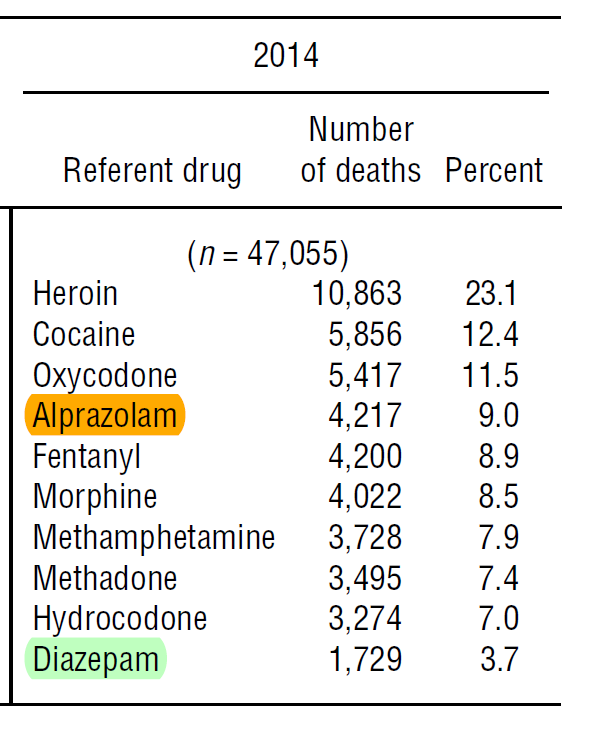 2014
Number
Referent drug of deaths Percent
(n = 47,055)
Heroin 10,863 23.1
Cocaine 5,856 12.4
Oxycodone 5,417 11.5
Alprazolam 4,217 9.0
Fentanyl 4,200 8.9
Morphine 4,022 8.5
Methamphetamine 3,728 7.9
Methadone 3,495 7.4
Hydrocodone 3,274 7.0
Diazepam 1,729 3.7